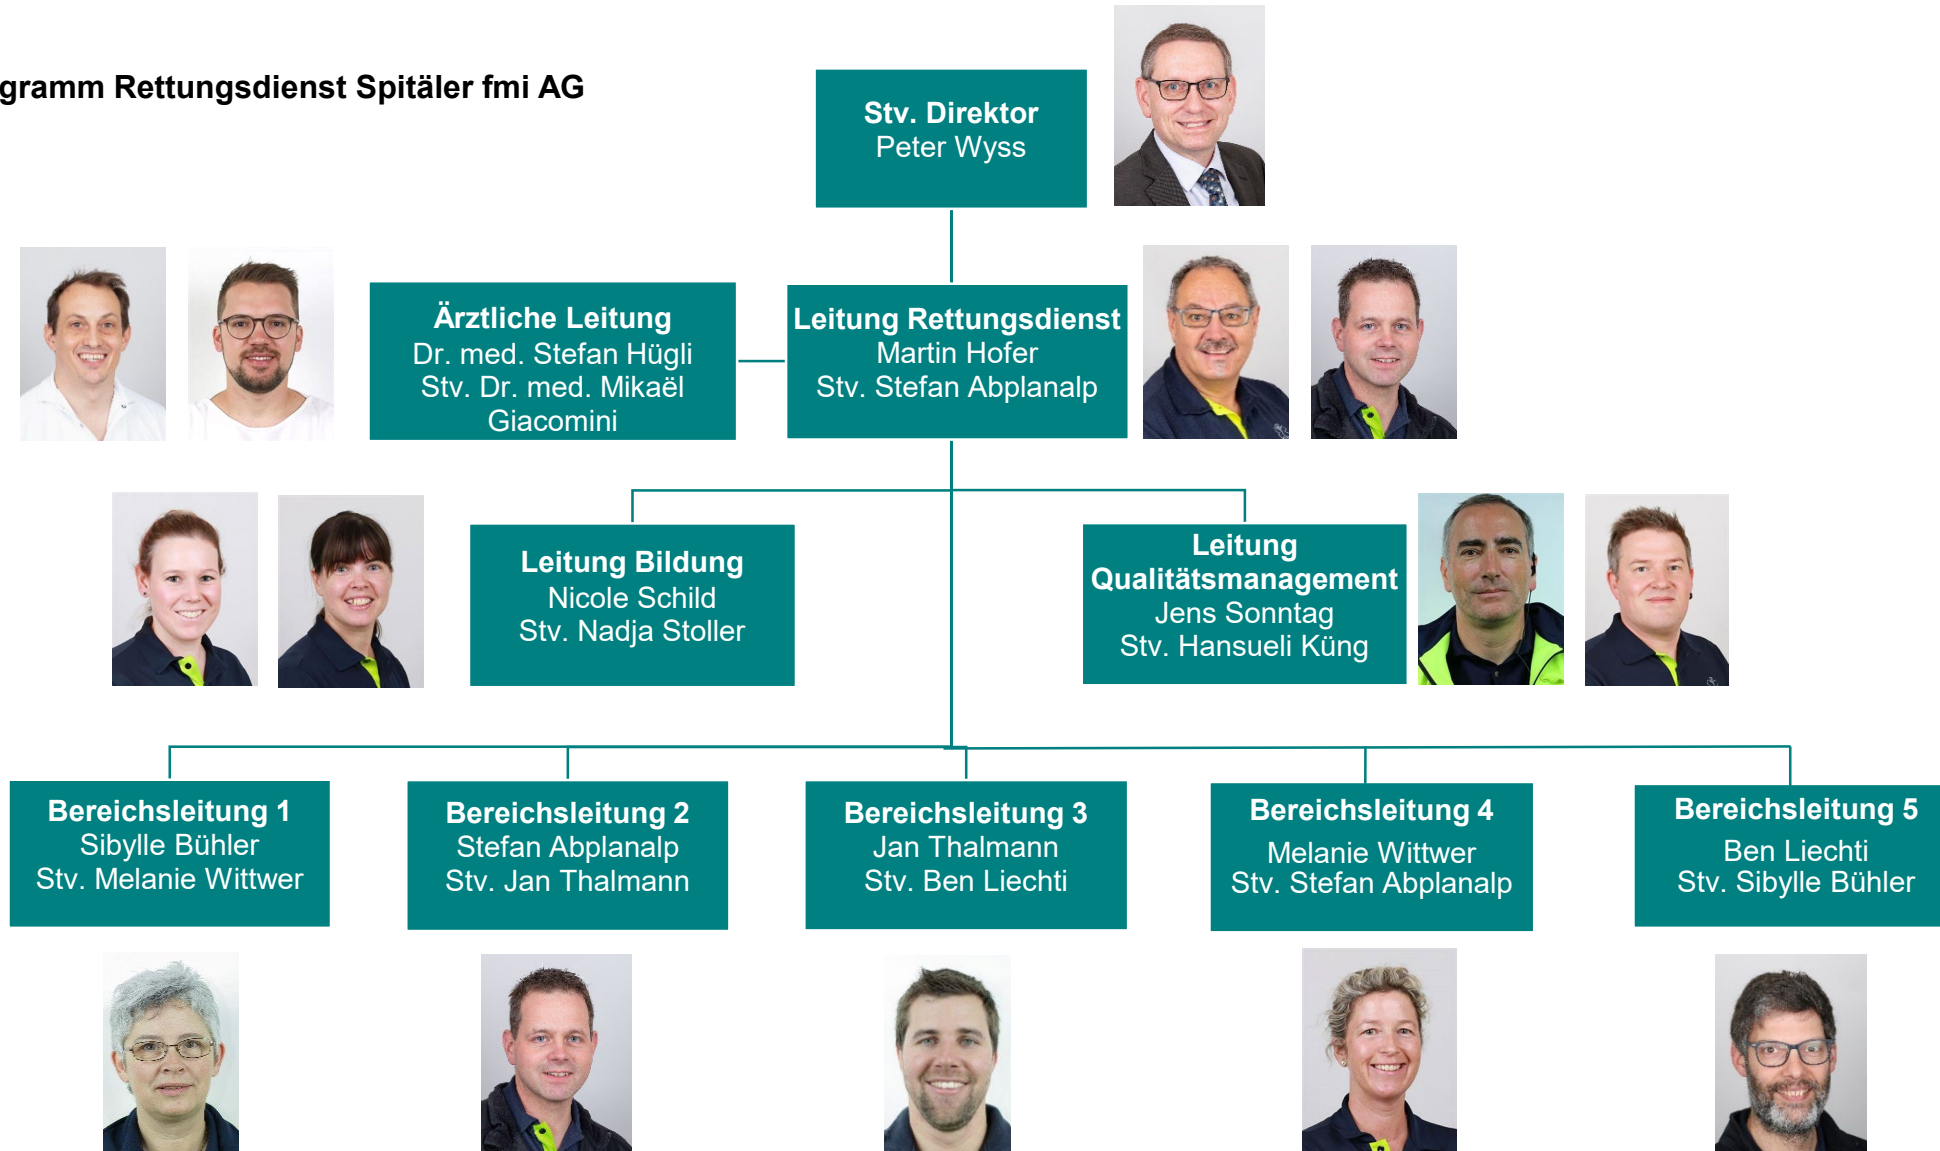 gramm Rettungsdienst Spitäler fmi AG
Stv. Direktor
Peter Wyss
Ärztliche Leitung
Dr. med. Stefan Hügli
Stv. Dr. med. Mikaël
Giacomini
Leitung Rettungsdienst
Martin Hofer
Stv. Stefan Abplanalp
Leitung Bildung
Nicole Schild
Stv. Nadja Stoller
Leitung
Qualitätsmanagement
Jens Sonntag
Stv. Hansueli Küng
Bereichsleitung 1
Sibylle Bühler
Stv. Melanie Wittwer
Bereichsleitung 2
Stefan Abplanalp
Stv. Jan Thalmann
Bereichsleitung 3
Jan Thalmann
Stv. Ben Liechti
Bereichsleitung 4
Melanie Wittwer
Stv. Stefan Abplanalp
Bereichsleitung 5
Ben Liechti
Stv. Sibylle Bühler